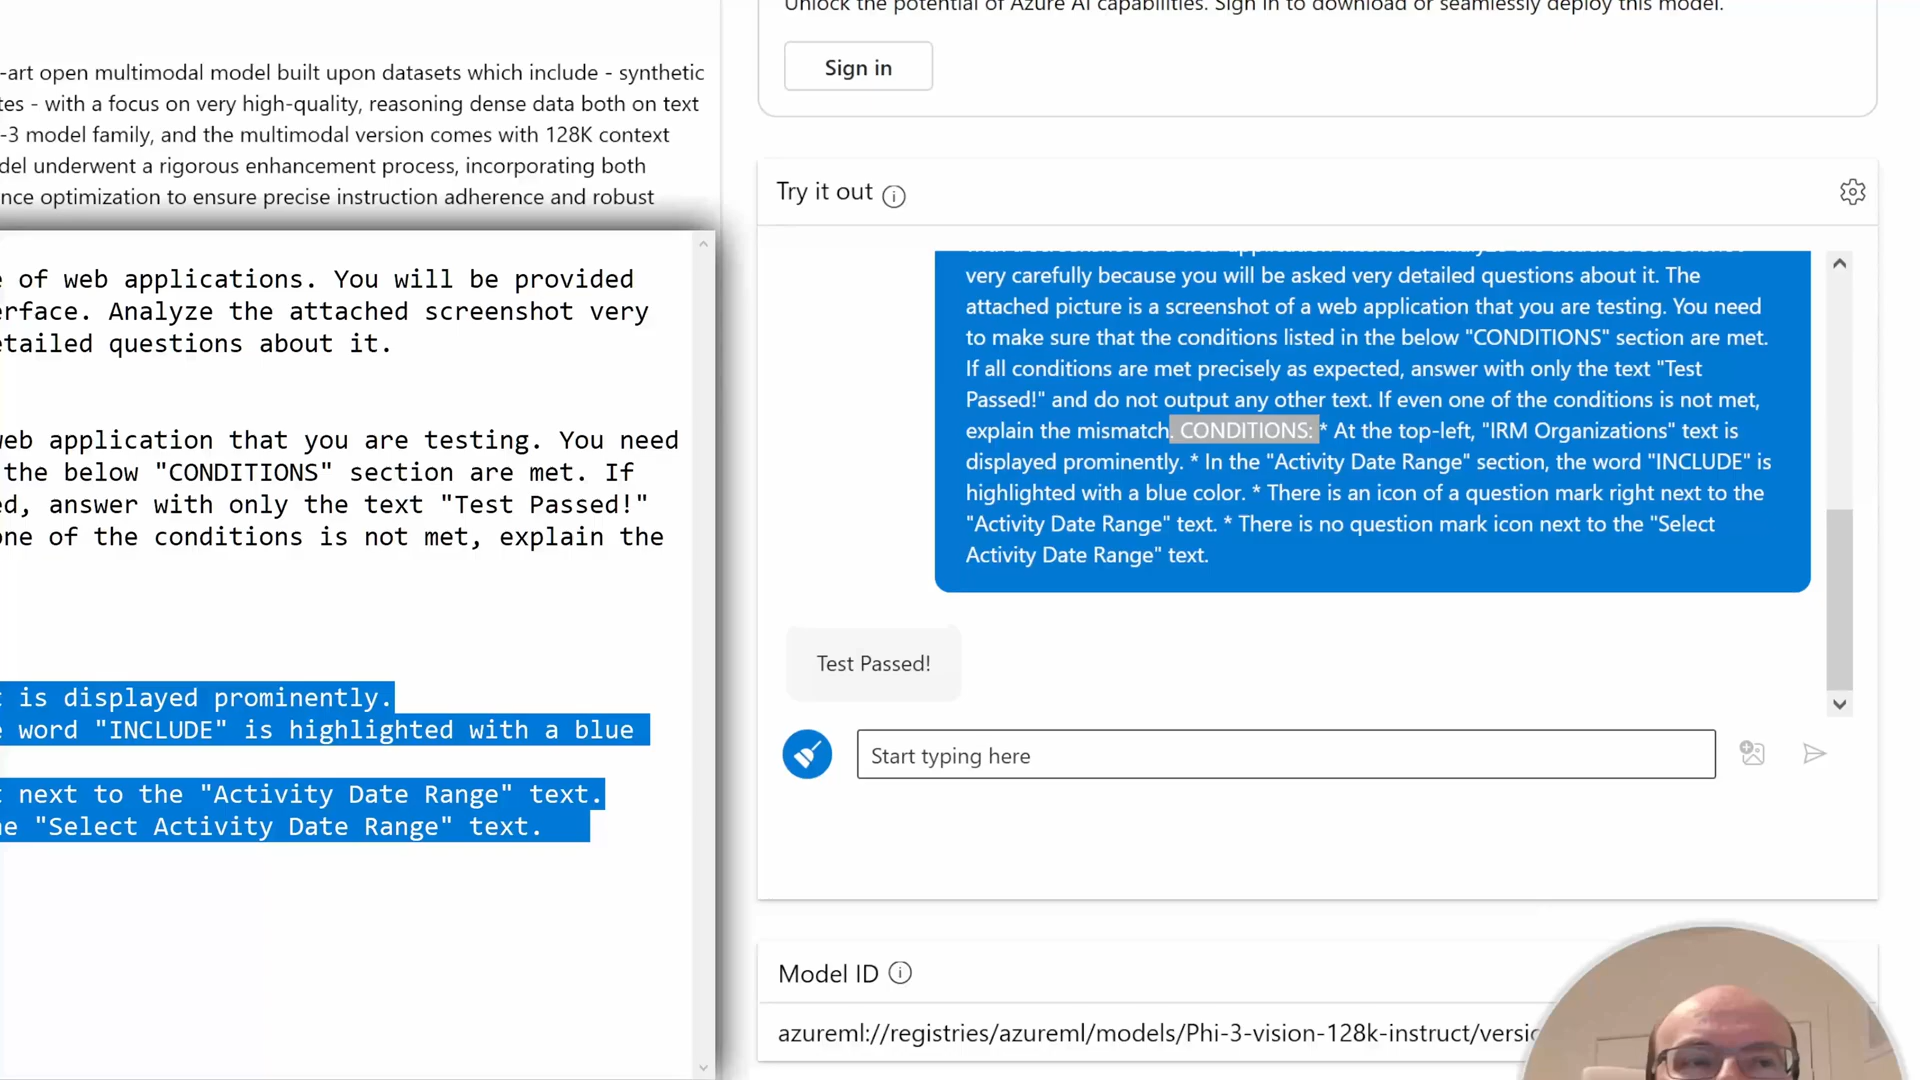 Unlock the potential of Azure AI capabilities. Sign in to download or seamlessly deploy this model.
Sign in
-art open multimodal model built upon datasets which include - synthetic
tes - with a focus on very high-quality, reasoning dense data both on text
-3 model family, and the multimodal version comes with 128K context
del underwent a rigorous enhancement process, incorporating both
nce optimization to ensure precise instruction adherence and robust
e of web applications. You will be provided
erface. Analyze the attached screenshot very
etailed questions about it.
web application that you are testing. You need
the below "CONDITIONS" section are met. If
ed, answer with only the text "Test Passed!"
one of the conditions is not met, explain the
t is displayed prominently.
e word "INCLUDE" is highlighted with a blue
t next to the "Activity Date Range" text.
he "Select Activity Date Range" text.
Try it out
very carefully because you will be asked very detailed questions about it. The
attached picture is a screenshot of a web application that you are testing. You need
to make sure that the conditions listed in the below "CONDITIONS" section are met.
If all conditions are met precisely as expected, answer with only the text "Test
Passed!" and do not output any other text. If even one of the conditions is not met,
explain the mismatch. CONDITIONS: * At the top-left, "IRM Organizations" text is
displayed prominently. * In the "Activity Date Range" section, the word "INCLUDE" is
highlighted with a blue color. * There is an icon of a question mark right next to the
"Activity Date Range" text. * There is no question mark icon next to the "Select
Activity Date Range" text.
Test Passed!
Start typing here
Model ID
azureml://registries/azureml/models/Phi-3-vision-128k-instruct/versio